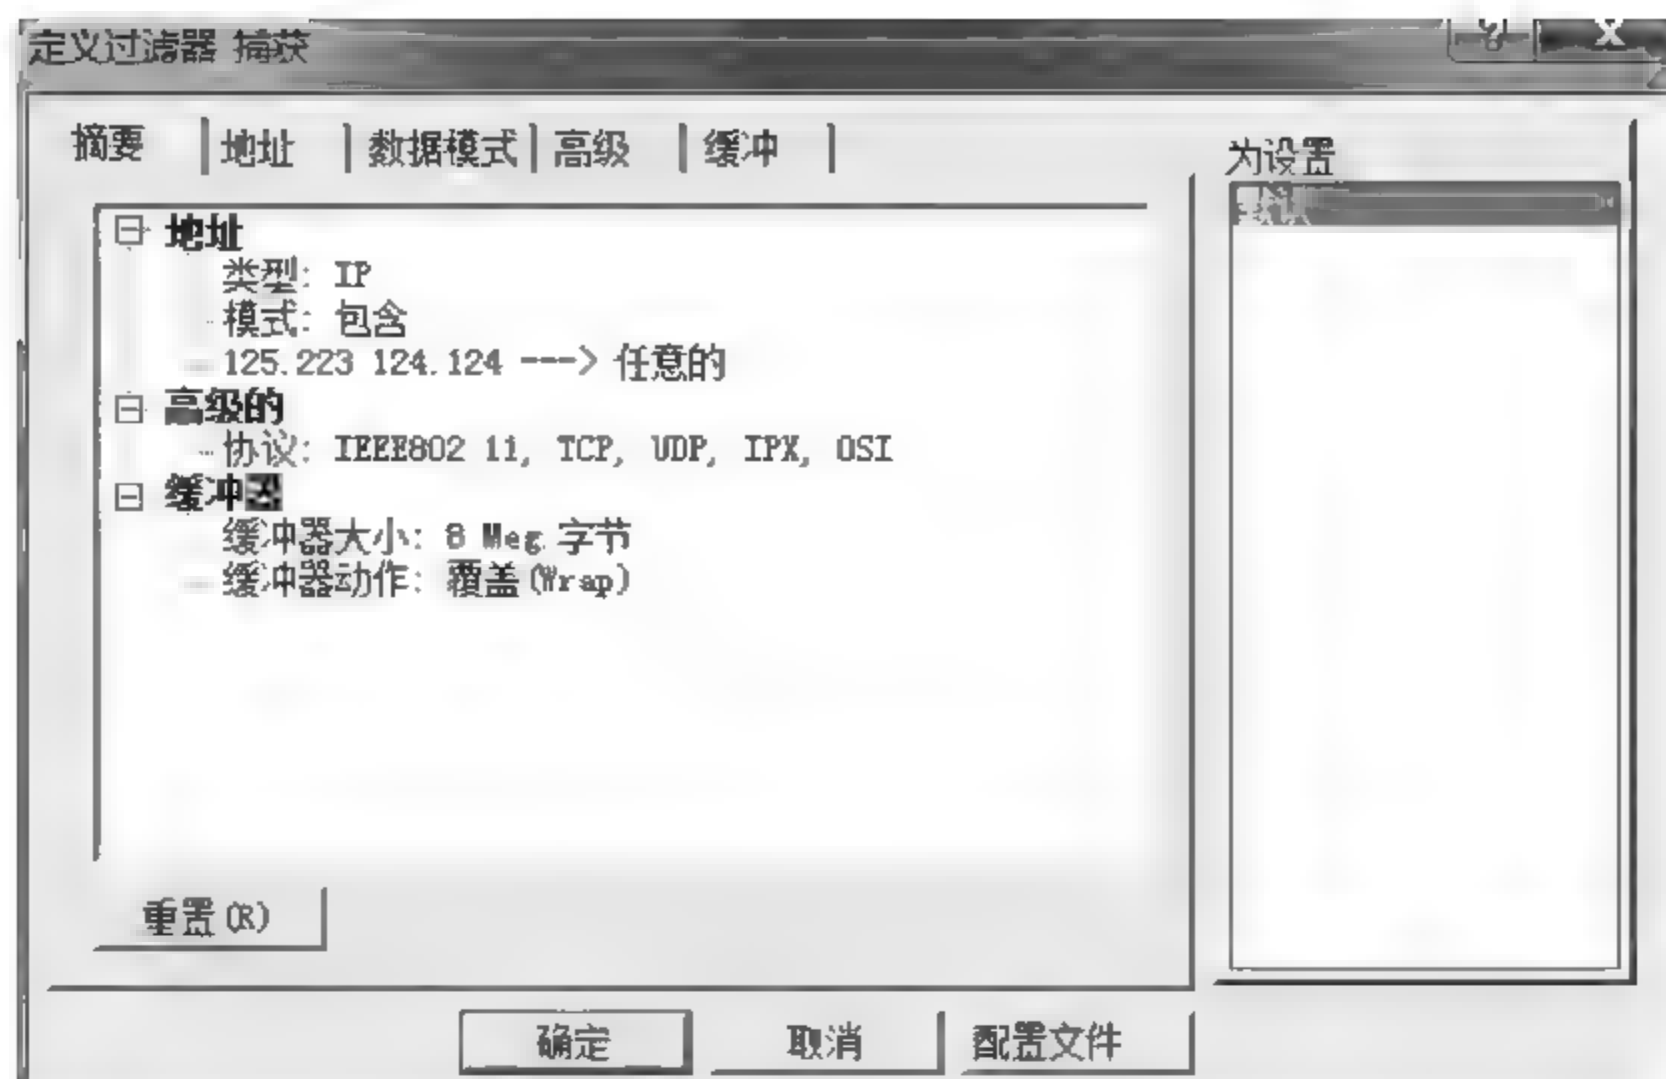 定义过滤器 捕获
摘要 地址 数据模式 高级 缓冲
为设置
默认
地址
类型: IP
模式: 包含
125.223 124.124 ---> 任意的
高级的
协议: IEEE802 11, TCP, UDP, IPX, OSI
缓冲器
缓冲器大小: 8 Meg 字节
缓冲器动作: 覆盖(Wrap)
重置(R)
确定 取消 配置文件